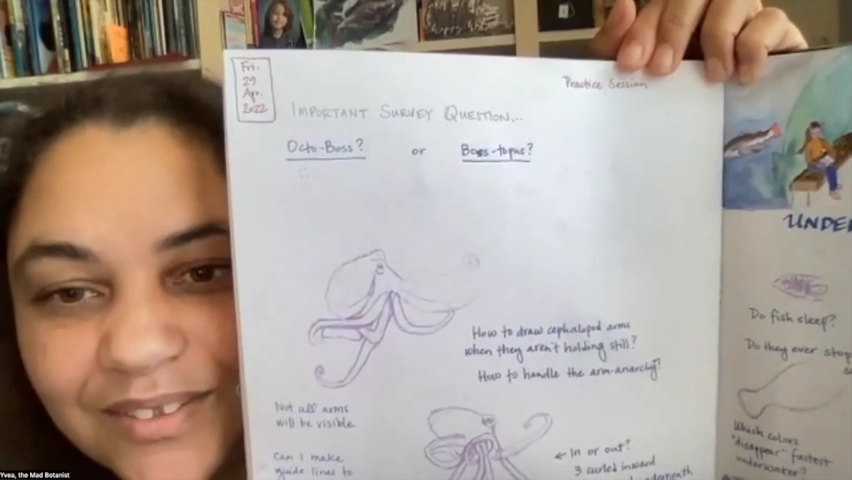 Fri.
29
Apr.
2022
Practice Session
IMPORTANT SURVEY QUESTION...
Octo-Boss? or Boss-topus?
How to draw cephalopod arms
when they aren't holding still?
How to handle the arm-anarchy?
Not all arms
will be visible
Can I make
guide lines to
← In or out?
3 curled inward
UNDE
Do fish sleep?
Do they ever stop
Which colors
"disappear" fastest
underwater?
Yvea, the Mad Botanist